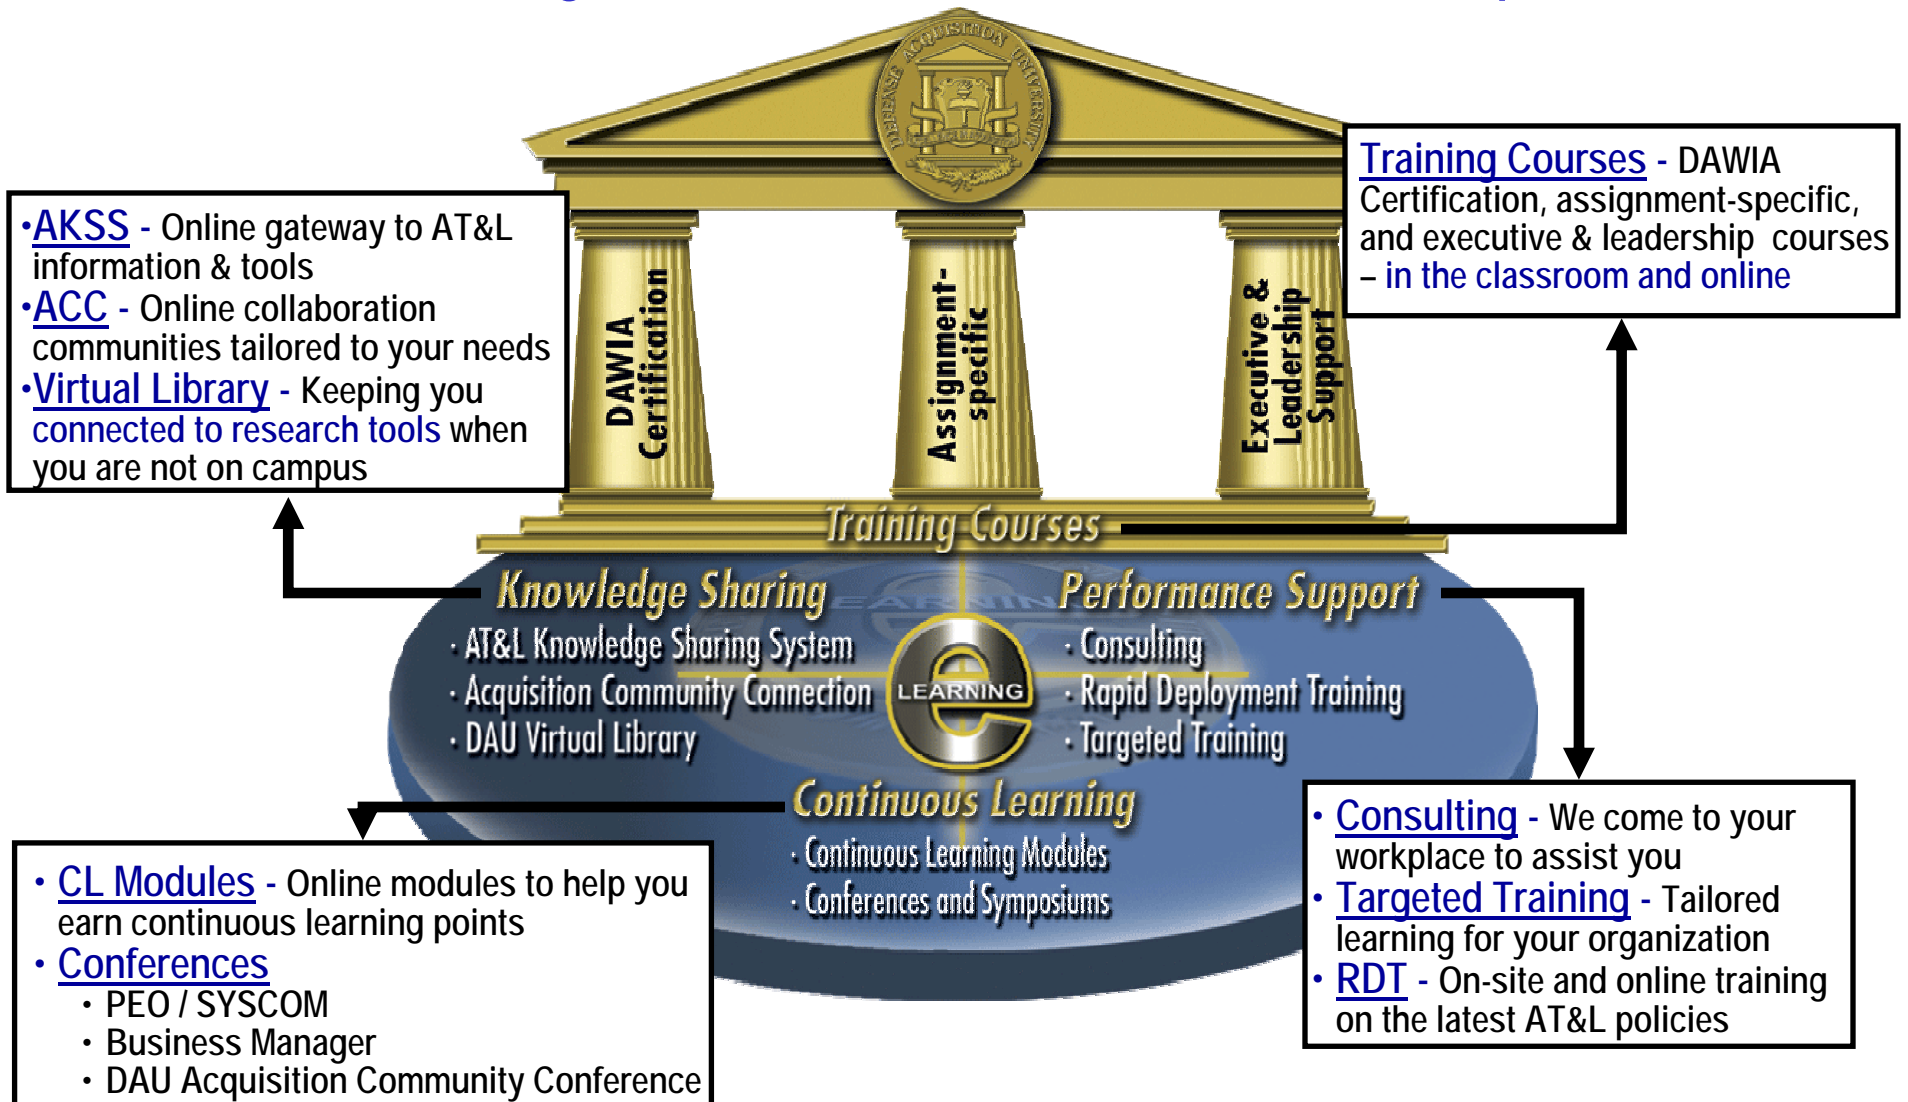 DEFENSE ACQUISITION UNIVERSITY
Training Courses - DAWIA
Certification, assignment-specific,
and executive & leadership courses
– in the classroom and online
•AKSS - Online gateway to AT&L
information & tools
•ACC - Online collaboration
communities tailored to your needs
•Virtual Library - Keeping you
connected to research tools when
you are not on campus
DAWIA
Certification
Assignment-
specific
Executive &
Leadership
Support
Training Courses
Knowledge Sharing
· AT&L Knowledge Sharing System
· Acquisition Community Connection
· DAU Virtual Library
LEARNING
Performance Support
· Consulting
· Rapid Deployment Training
· Targeted Training
Continuous Learning
· Continuous Learning Modules
· Conferences and Symposiums
• CL Modules - Online modules to help you
earn continuous learning points
• Conferences
• PEO / SYSCOM
• Business Manager
• DAU Acquisition Community Conference
• Consulting - We come to your
workplace to assist you
• Targeted Training - Tailored
learning for your organization
• RDT - On-site and online training
on the latest AT&L policies